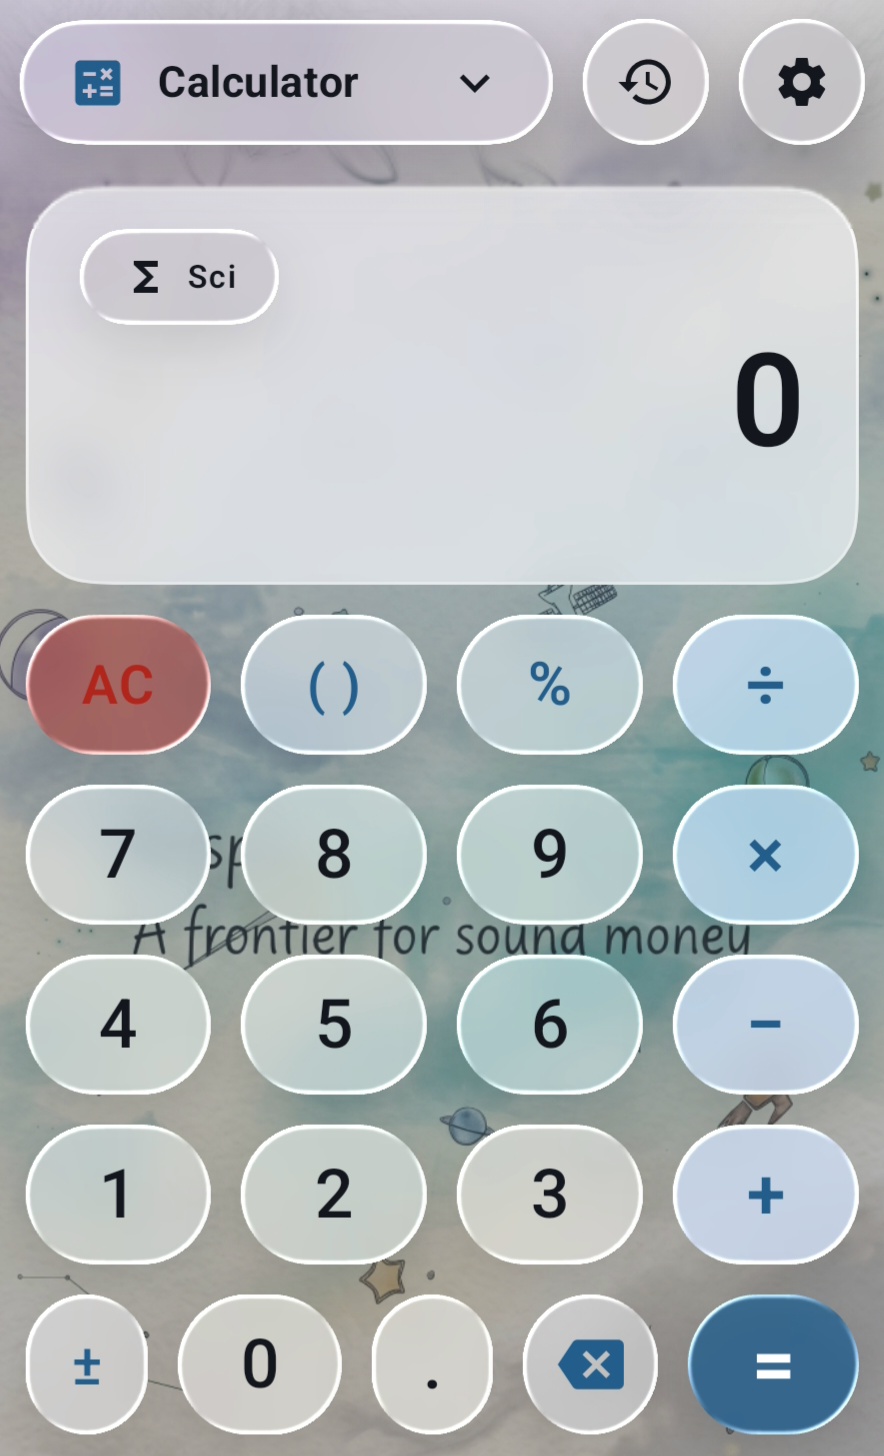 Calculator
Σ Sci
0
AC ( ) % ÷
7 8 9 ×
A frontier for sound money
4 5 6 −
1 2 3 +
± 0 . =